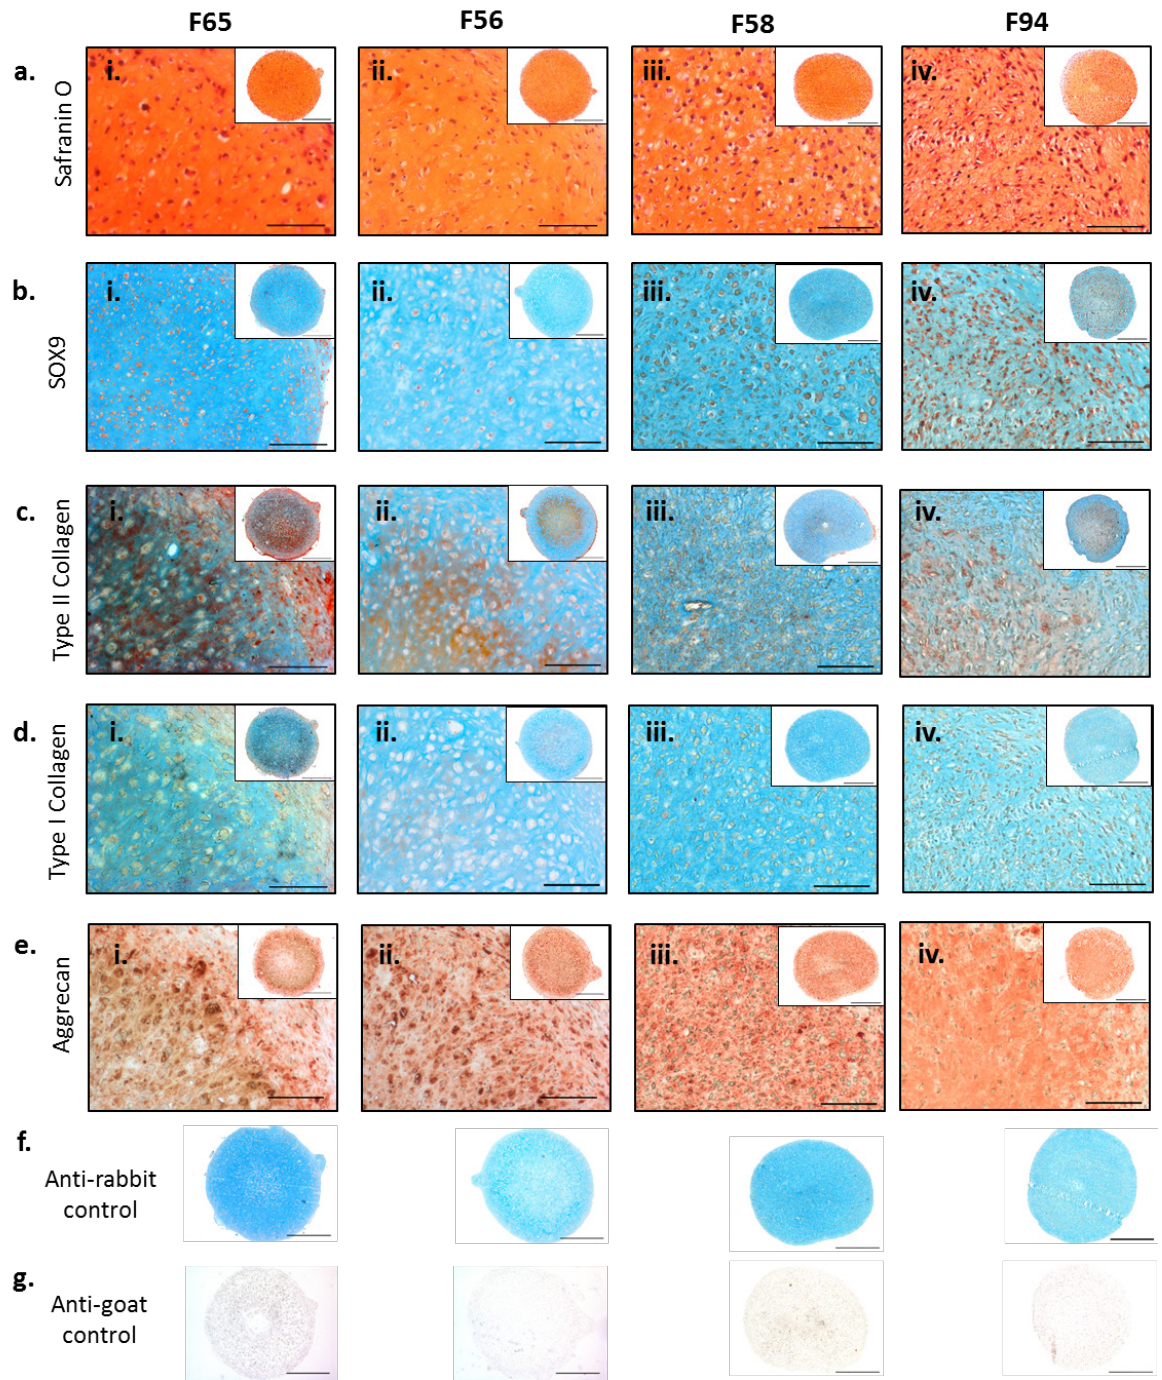 F65 F56 F58 F94
a. Safranin O i. ii. iii. iv.
b. SOX9 i. ii. iii. iv.
c. Type II Collagen i. ii. iii. iv.
d. Type I Collagen i. ii. iii. iv.
e. Aggrecan i. ii. iii. iv.
f.
Anti-rabbit
control
g.
Anti-goat
control